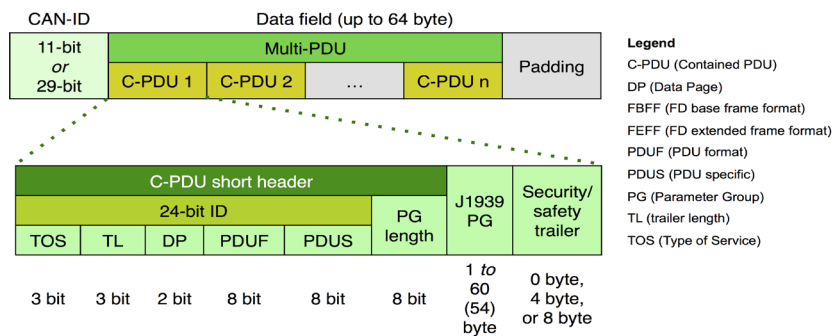 CAN-ID
Data field (up to 64 byte)
11-bit
or
29-bit
Multi-PDU
Padding
C-PDU 1
C-PDU 2
...
C-PDU n
C-PDU short header
24-bit ID
PG
length
J1939
PG
Security/
safety
trailer
TOS
TL
DP
PDUF
PDUS
3 bit
3 bit
2 bit
8 bit
8 bit
8 bit
1 to
60
(54)
byte
0 byte,
4 byte,
or 8 byte
Legend
C-PDU (Contained PDU)
DP (Data Page)
FBFF (FD base frame format)
FEFF (FD extended frame format)
PDUF (PDU format)
PDUS (PDU specific)
PG (Parameter Group)
TL (trailer length)
TOS (Type of Service)